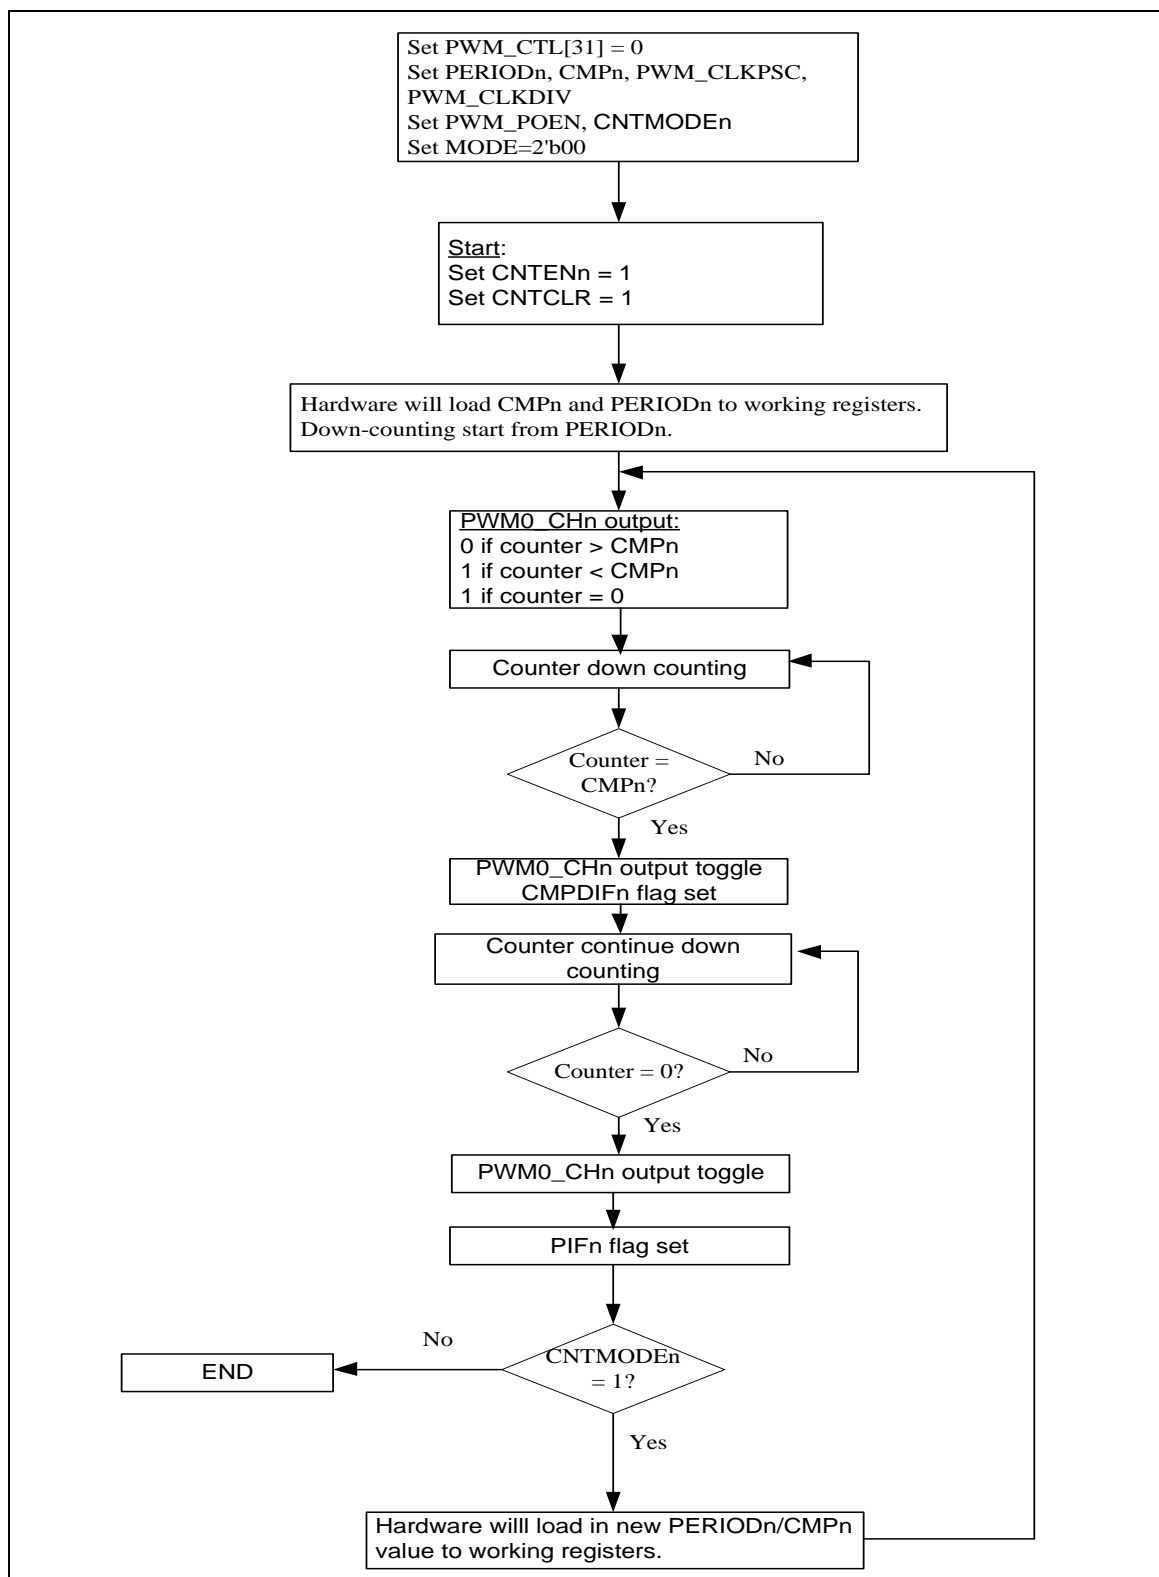 Set PWM_CTL[31] = 0
Set PERIODn, CMPn, PWM_CLKPSC,
PWM_CLKDIV
Set PWM_POEN, CNTMODEn
Set MODE=2'b00
Start:
Set CNTENn = 1
Set CNTCLR = 1
Hardware will load CMPn and PERIODn to working registers.
Down-counting start from PERIODn.
PWM0_CHn output:
0 if counter > CMPn
1 if counter < CMPn
1 if counter = 0
Counter down counting
Counter =
CMPn?
No
Yes
PWM0_CHn output toggle
CMPDIFn flag set
Counter continue down
counting
Counter = 0?
No
Yes
PWM0_CHn output toggle
PIFn flag set
CNTMODEn
= 1?
No
END
Yes
Hardware willl load in new PERIODn/CMPn
value to working registers.